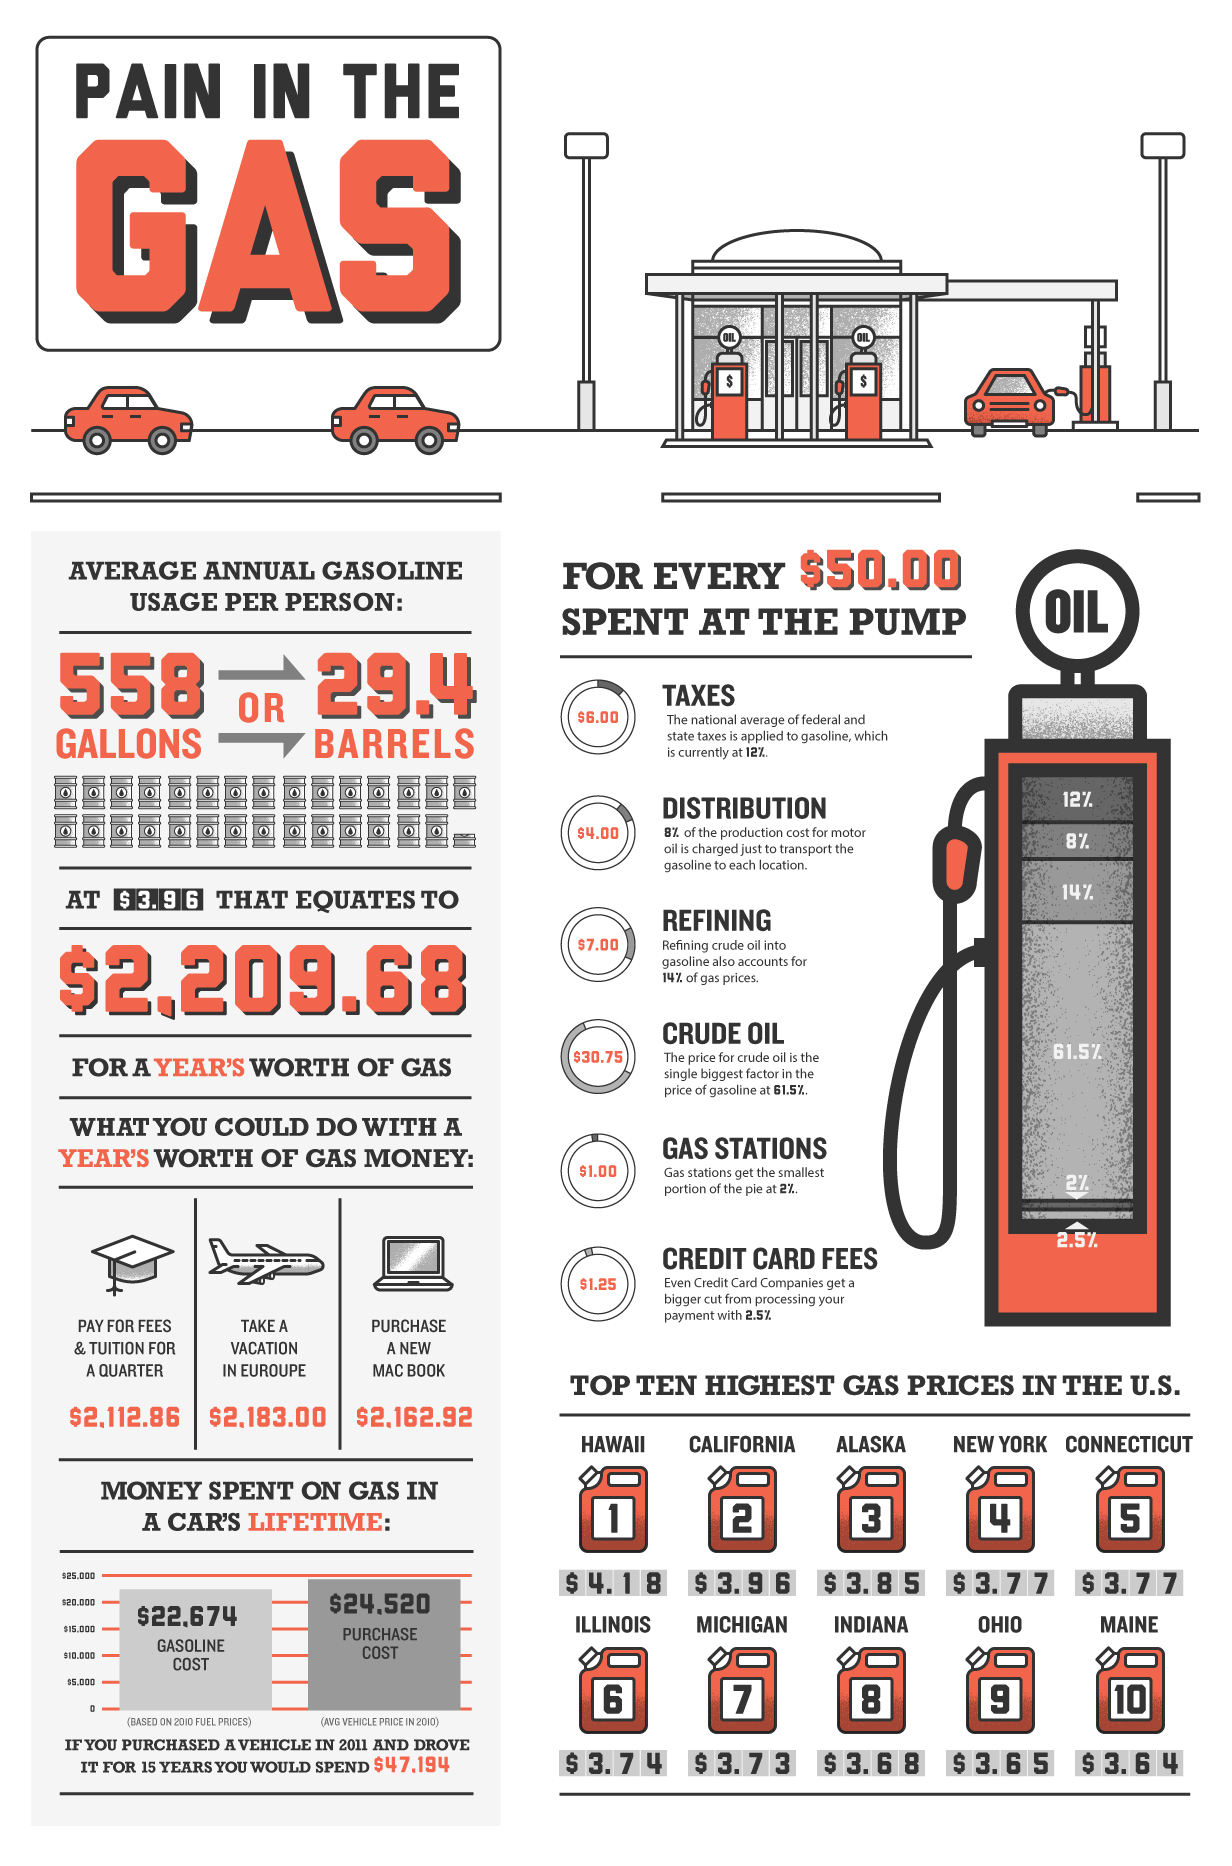 PAIN IN THE
GAS
OIL
$
OIL
$
AVERAGE ANNUAL GASOLINE
USAGE PER PERSON:
558
GALLONS
OR
29.4
BARRELS
AT $3.96 THAT EQUATES TO
$2,209.68
FOR A YEAR'S WORTH OF GAS
WHAT YOU COULD DO WITH A
YEAR'S WORTH OF GAS MONEY:
PAY FOR FEES
& TUITION FOR
A QUARTER
$2,112.86
TAKE A
VACATION
IN EUROUPE
$2,183.00
PURCHASE
A NEW
MAC BOOK
$2,162.92
MONEY SPENT ON GAS IN
A CAR'S LIFETIME:
$25,000
$20,000
$15,000
$10,000
$5,000
0
$22,674
GASOLINE
COST
$24,520
PURCHASE
COST
(BASED ON 2010 FUEL PRICES)
(AVG VEHICLE PRICE IN 2010)
IF YOU PURCHASED A VEHICLE IN 2011 AND DROVE
IT FOR 15 YEARS YOU WOULD SPEND $47,194
FOR EVERY $50.00
SPENT AT THE PUMP
$6.00
TAXES
The national average of federal and
state taxes is applied to gasoline, which
is currently at 12%.
$4.00
DISTRIBUTION
8% of the production cost for motor
oil is charged just to transport the
gasoline to each location.
$7.00
REFINING
Refining crude oil into
gasoline also accounts for
14% of gas prices.
$30.75
CRUDE OIL
The price for crude oil is the
single biggest factor in the
price of gasoline at 61.5%.
$1.00
GAS STATIONS
Gas stations get the smallest
portion of the pie at 2%.
$1.25
CREDIT CARD FEES
Even Credit Card Companies get a
bigger cut from processing your
payment with 2.5%
OIL
12%
8%
14%
61.5%
2%
2.5%
TOP TEN HIGHEST GAS PRICES IN THE U.S.
HAWAII
1
$4.18
CALIFORNIA
2
$3.96
ALASKA
3
$3.85
NEW YORK
4
$3.77
CONNECTICUT
5
$3.77
ILLINOIS
6
$3.74
MICHIGAN
7
$3.73
INDIANA
8
$3.68
OHIO
9
$3.65
MAINE
10
$3.64